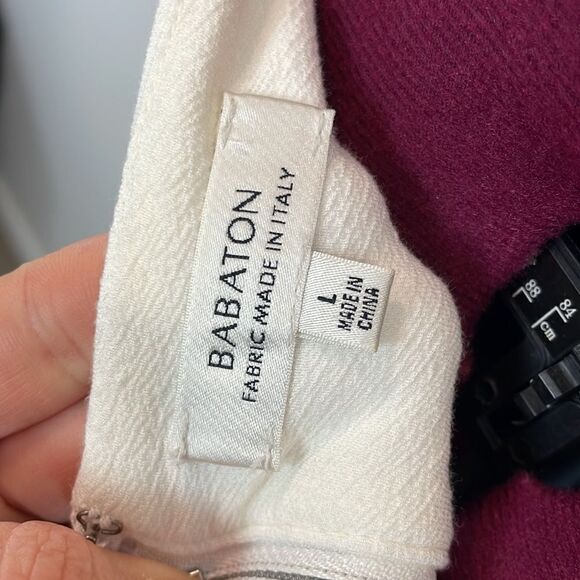 BABATON
FABRIC MADE IN ITALY
L
MADE IN
CHINA
88 84
cm